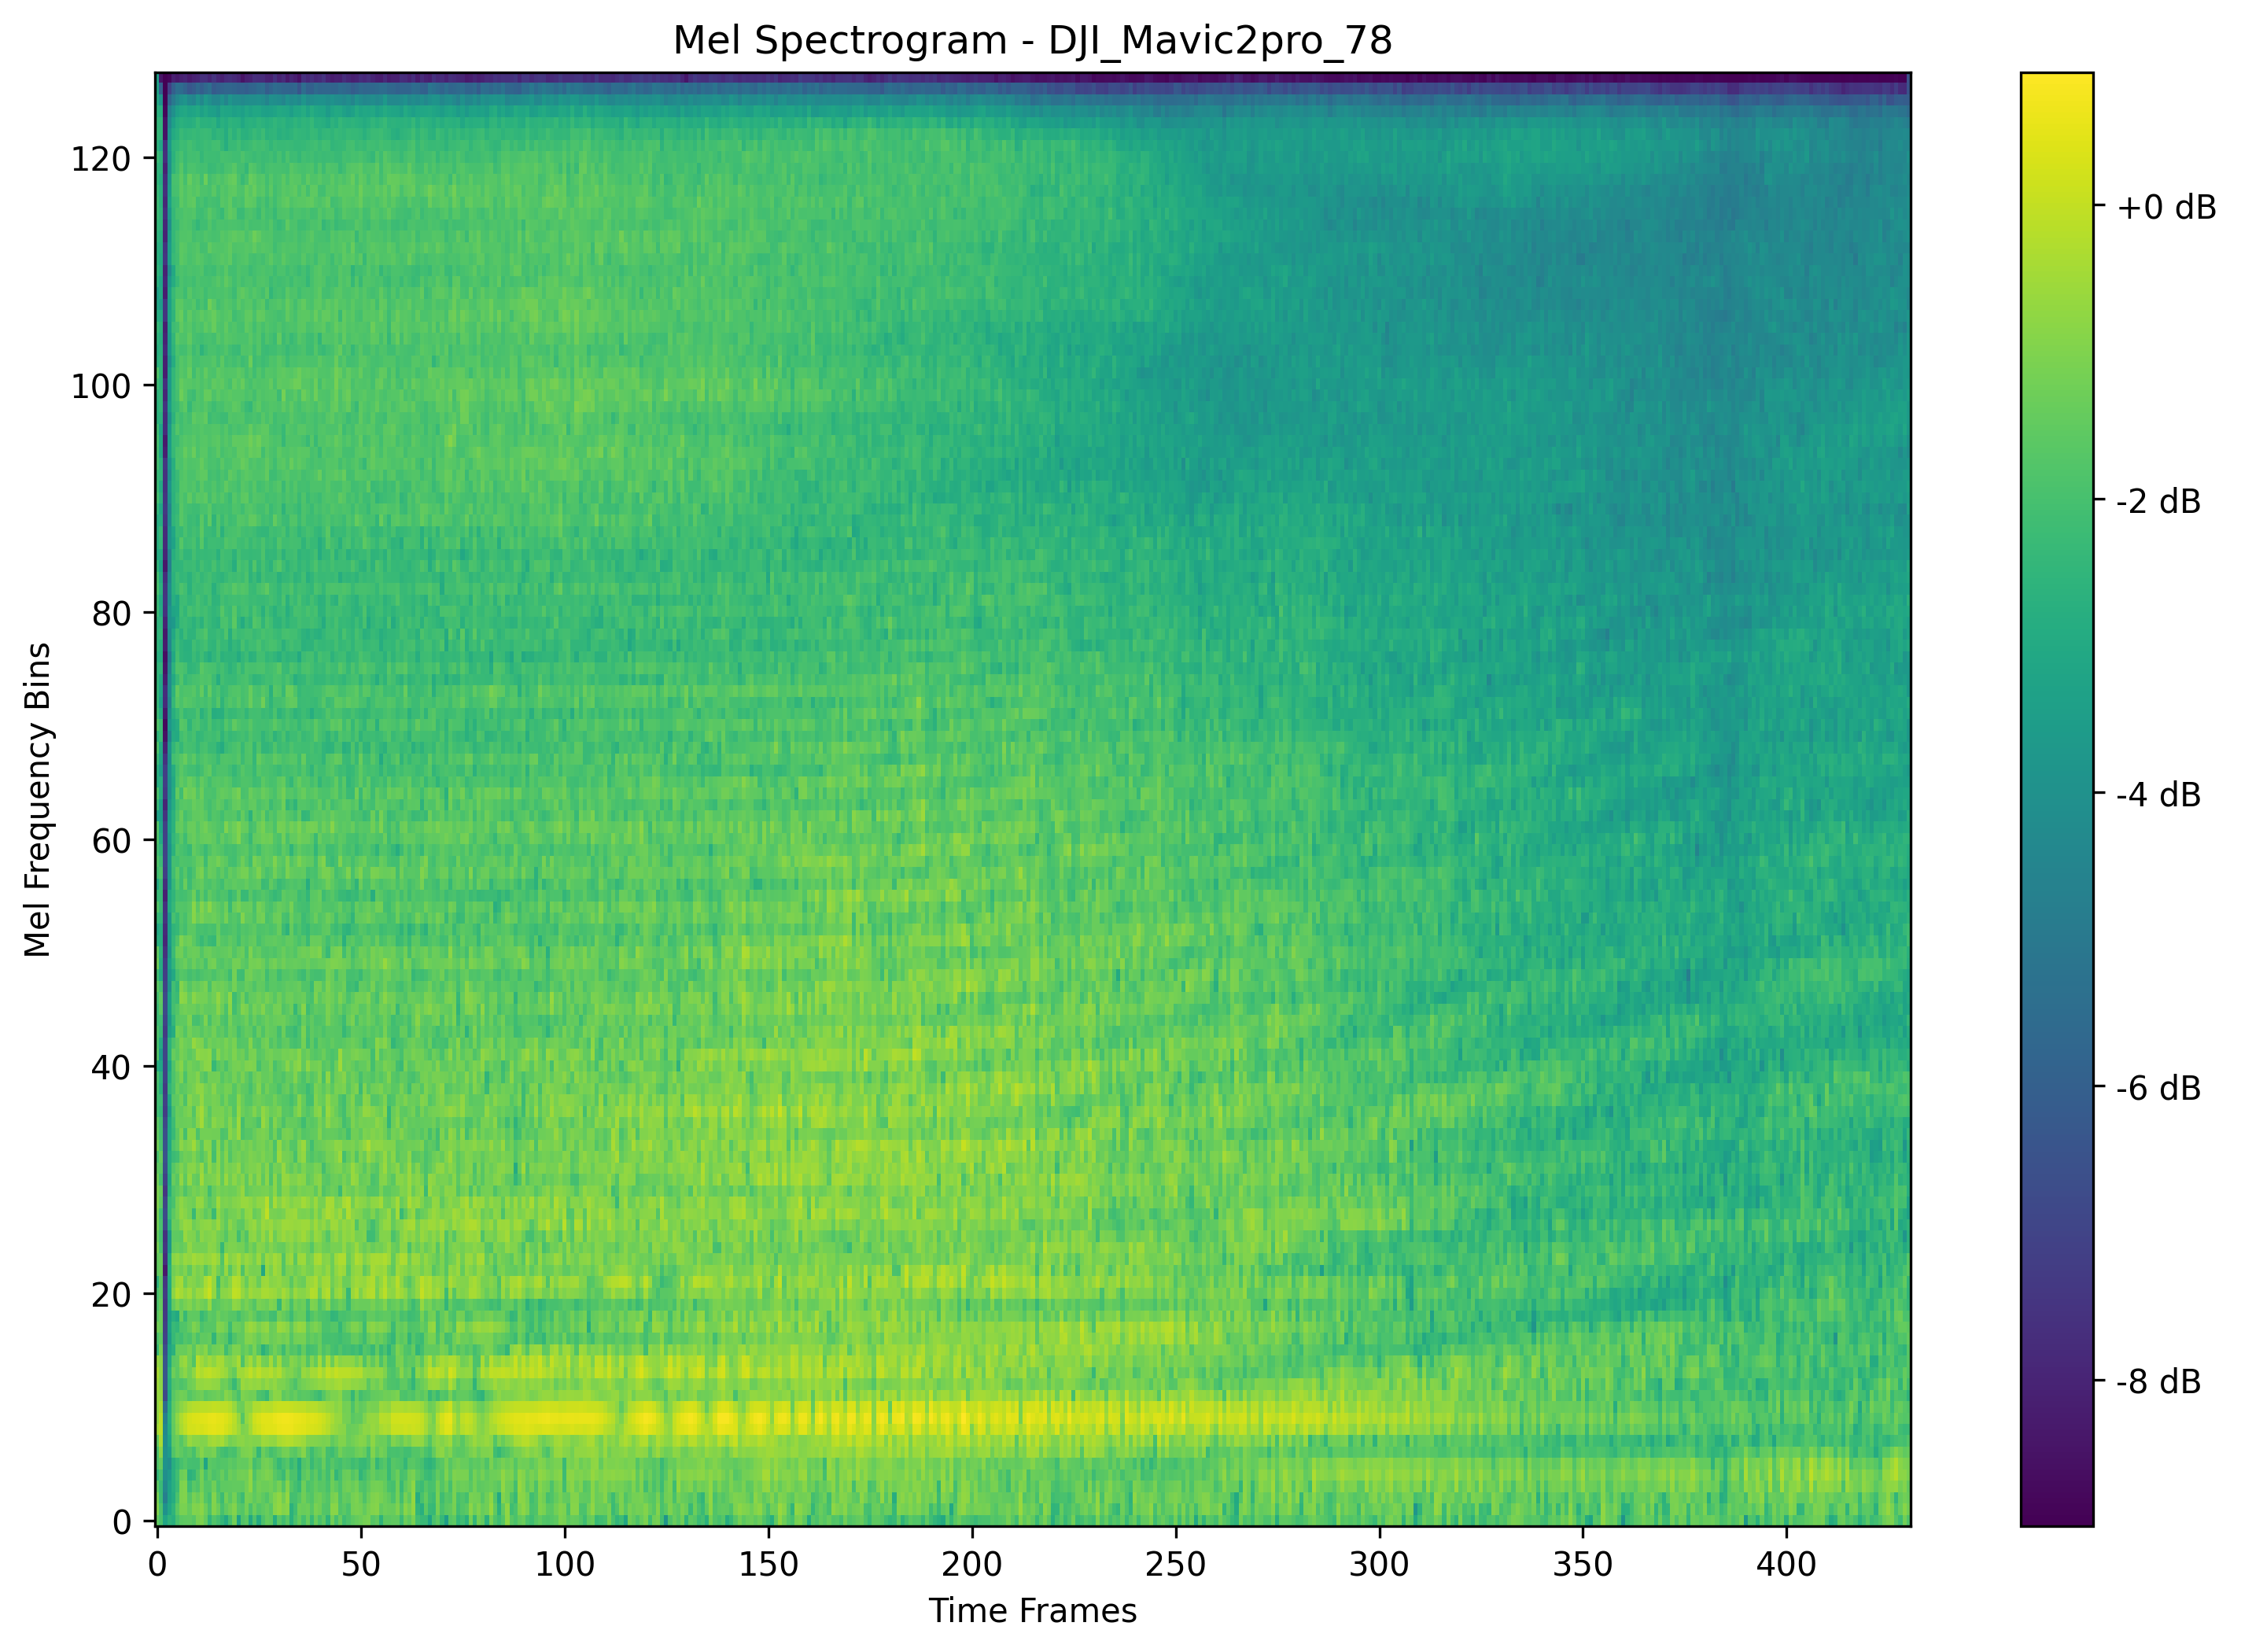 Mel Spectrogram - DJI_Mavic2pro_78
Mel Frequency Bins
120
100
80
60
40
20
0
0 50 100 150 200 250 300 350 400
Time Frames
+0 dB
-2 dB
-4 dB
-6 dB
-8 dB